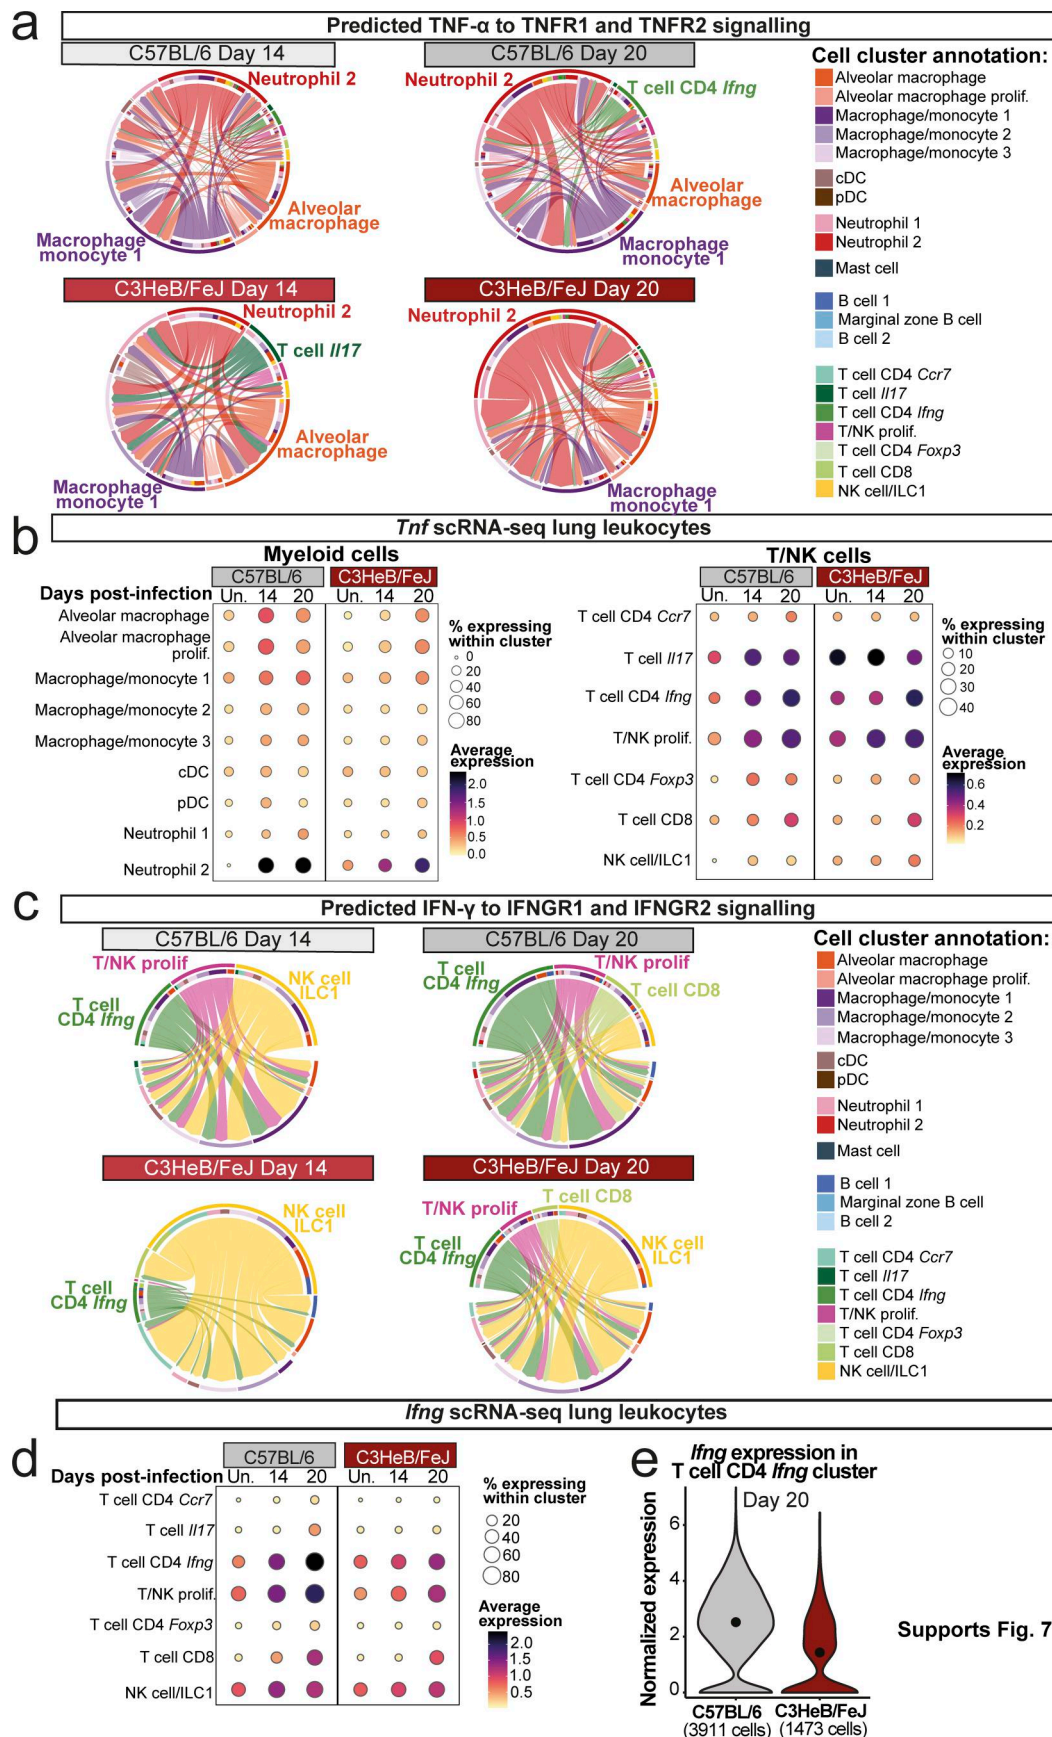 a
Predicted TNF-α to TNFR1 and TNFR2 signalling
C57BL/6 Day 14
Neutrophil 2
Alveolar
macrophage
Macrophage
monocyte 1
C57BL/6 Day 20
Neutrophil 2
T cell CD4 Ifng
Alveolar
macrophage
Macrophage
monocyte 1
C3HeB/FeJ Day 14
Neutrophil 2
T cell Il17
Alveolar
macrophage
Macrophage
monocyte 1
C3HeB/FeJ Day 20
Neutrophil 2
Macrophage
monocyte 1
Cell cluster annotation:
Alveolar macrophage
Alveolar macrophage prolif.
Macrophage/monocyte 1
Macrophage/monocyte 2
Macrophage/monocyte 3
cDC
pDC
Neutrophil 1
Neutrophil 2
Mast cell
B cell 1
Marginal zone B cell
B cell 2
T cell CD4 Ccr7
T cell Il17
T cell CD4 Ifng
T/NK prolif.
T cell CD4 Foxp3
T cell CD8
NK cell/ILC1
b
Tnf scRNA-seq lung leukocytes
Myeloid cells
C57BL/6
C3HeB/FeJ
Days post-infection
Un. 14 20
Un. 14 20
Alveolar macrophage
Alveolar macrophage
prolif.
Macrophage/monocyte 1
Macrophage/monocyte 2
Macrophage/monocyte 3
cDC
pDC
Neutrophil 1
Neutrophil 2
% expressing
within cluster
0
20
40
60
80
Average
expression
2.0
1.5
1.0
0.5
0.0
T/NK cells
C57BL/6
C3HeB/FeJ
Un. 14 20
Un. 14 20
T cell CD4 Ccr7
T cell Il17
T cell CD4 Ifng
T/NK prolif.
T cell CD4 Foxp3
T cell CD8
NK cell/ILC1
% expressing
within cluster
10
20
30
40
Average
expression
0.6
0.4
0.2
c
Predicted IFN-γ to IFNGR1 and IFNGR2 signalling
C57BL/6 Day 14
T/NK prolif
NK cell
ILC1
T cell
CD4 Ifng
C57BL/6 Day 20
T cell
CD4 Ifng
T/NK prolif
T cell CD8
C3HeB/FeJ Day 14
NK cell
ILC1
T cell
CD4 Ifng
C3HeB/FeJ Day 20
T cell CD8
T/NK prolif
T cell
CD4 Ifng
NK cell
ILC1
Cell cluster annotation:
Alveolar macrophage
Alveolar macrophage prolif.
Macrophage/monocyte 1
Macrophage/monocyte 2
Macrophage/monocyte 3
cDC
pDC
Neutrophil 1
Neutrophil 2
Mast cell
B cell 1
Marginal zone B cell
B cell 2
T cell CD4 Ccr7
T cell Il17
T cell CD4 Ifng
T/NK prolif.
T cell CD4 Foxp3
T cell CD8
NK cell/ILC1
Ifng scRNA-seq lung leukocytes
d
C57BL/6
C3HeB/FeJ
Days post-infection
Un. 14 20
Un. 14 20
T cell CD4 Ccr7
T cell Il17
T cell CD4 Ifng
T/NK prolif.
T cell CD4 Foxp3
T cell CD8
NK cell/ILC1
% expressing
within cluster
20
40
60
80
Average
expression
2.0
1.5
1.0
0.5
e
Ifng expression in
T cell CD4 Ifng cluster
Day 20
Normalized expression
6
4
2
0
C57BL/6
(3911 cells)
C3HeB/FeJ
(1473 cells)
Supports Fig. 7